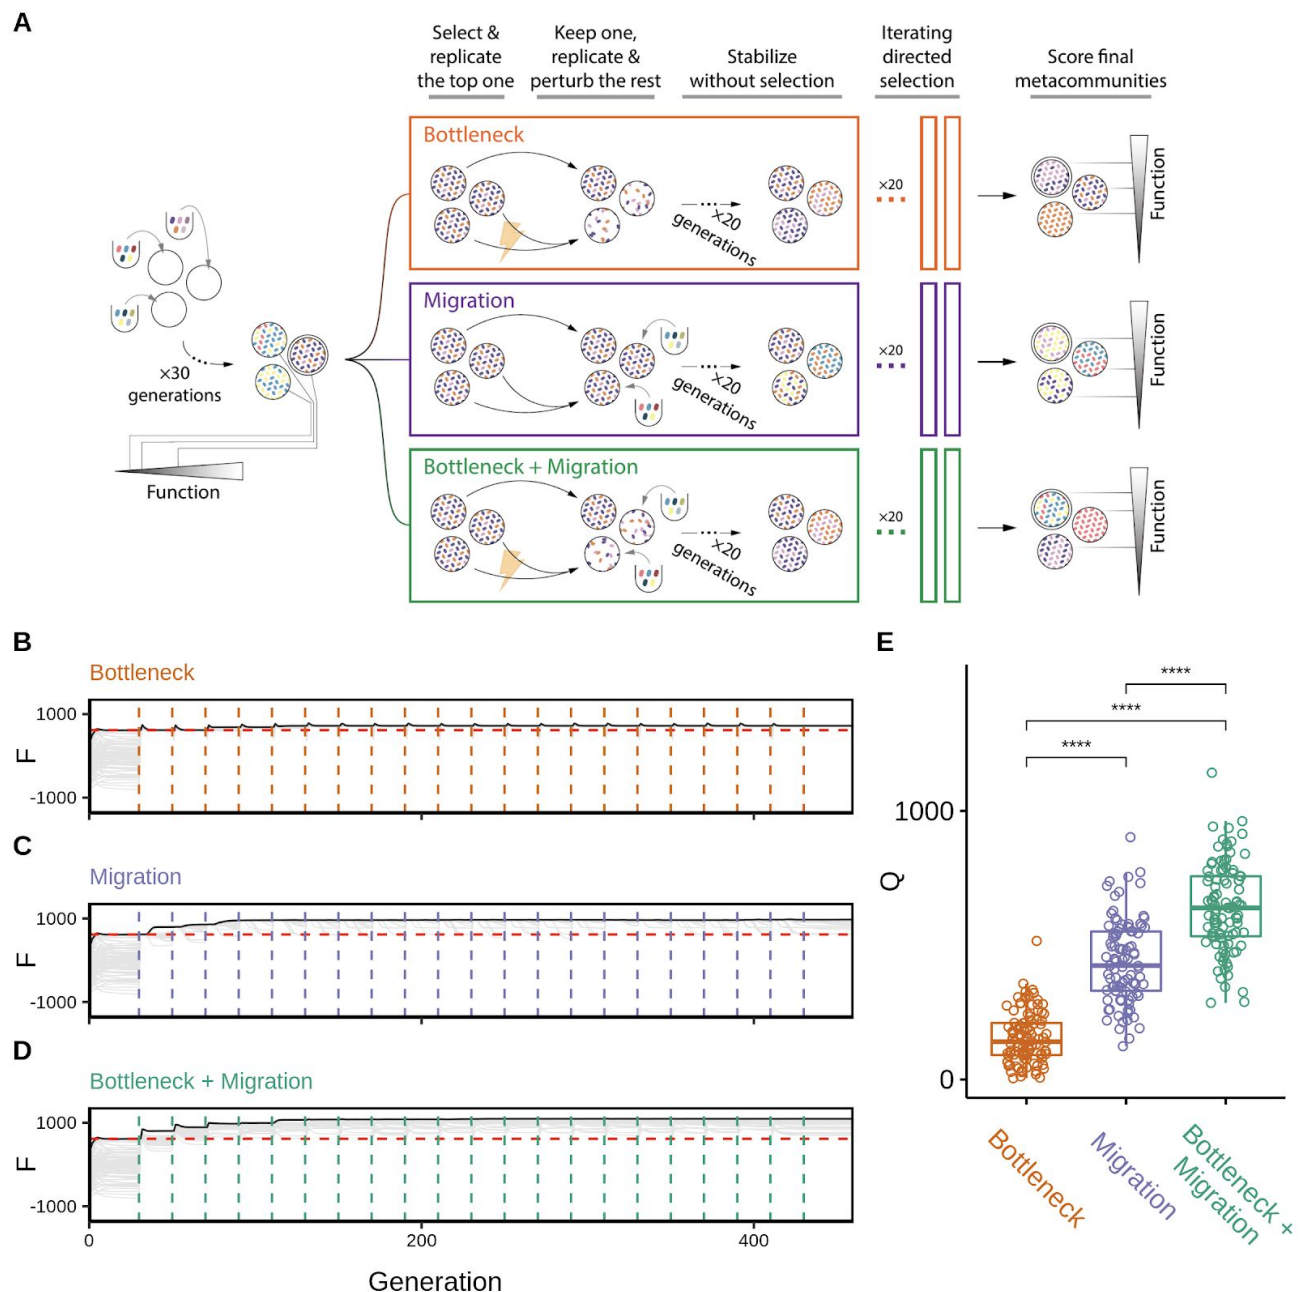 A
Select &
replicate
the top one
Keep one,
replicate &
perturb the rest
Stabilize
without selection
Iterating
directed
selection
Score final
metacommunities
Bottleneck
×20
generations
×20
Function
Migration
×20
generations
×20
Function
Bottleneck + Migration
×20
generations
×20
Function
×30
generations
Function
B
Bottleneck
F
1000
-1000
0
200
400
C
Migration
F
1000
-1000
D
Bottleneck + Migration
F
1000
-1000
0
200
400
Generation
E
****
****
****
Q
1000
0
Bottleneck
Migration
Bottleneck +
Migration